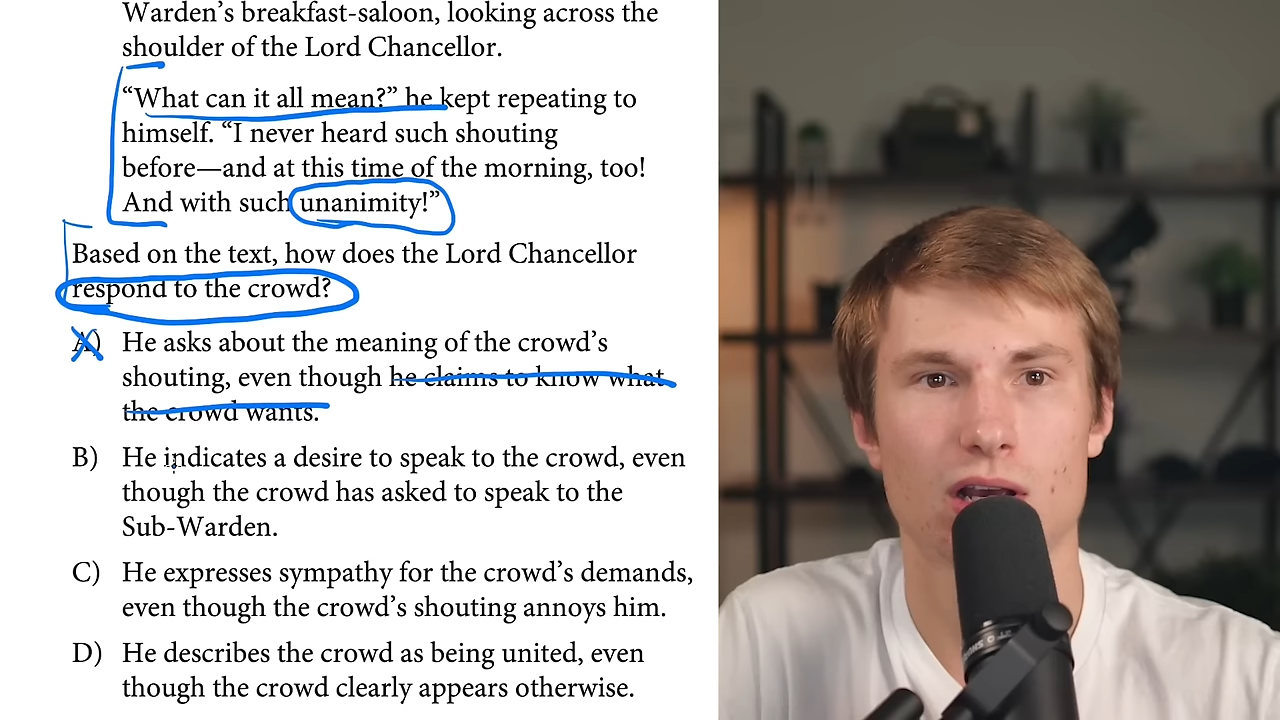 Warden’s breakfast-saloon, looking across the
shoulder of the Lord Chancellor.
“What can it all mean?” he kept repeating to
himself. “I never heard such shouting
before—and at this time of the morning, too!
And with such unanimity!”
Based on the text, how does the Lord Chancellor
respond to the crowd?
A) He asks about the meaning of the crowd’s
shouting, even though he claims to know what
the crowd wants.
B) He indicates a desire to speak to the crowd, even
though the crowd has asked to speak to the
Sub-Warden.
C) He expresses sympathy for the crowd’s demands,
even though the crowd’s shouting annoys him.
D) He describes the crowd as being united, even
though the crowd clearly appears otherwise.